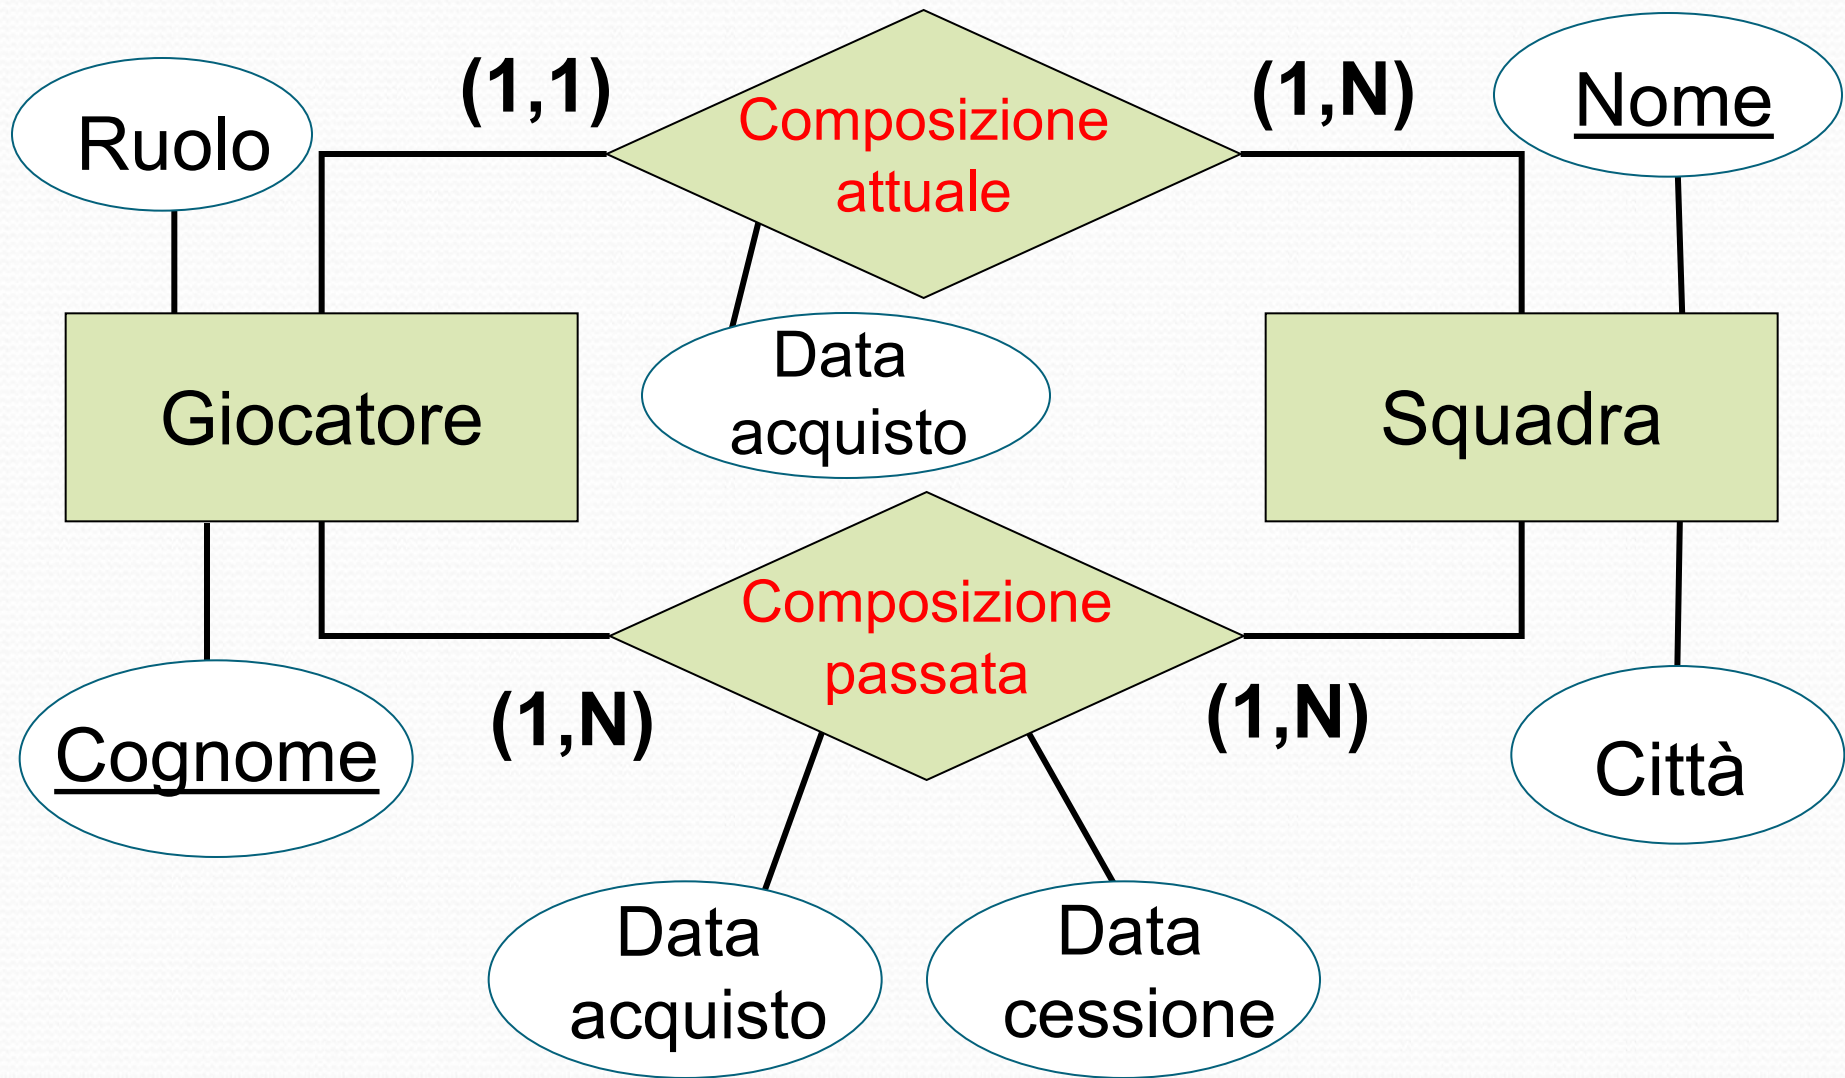 (1,1)
(1,N)
Nome
Ruolo
Composizione
attuale
Data
acquisto
Giocatore
Squadra
Composizione
passata
(1,N)
(1,N)
Cognome
Città
Data
acquisto
Data
cessione